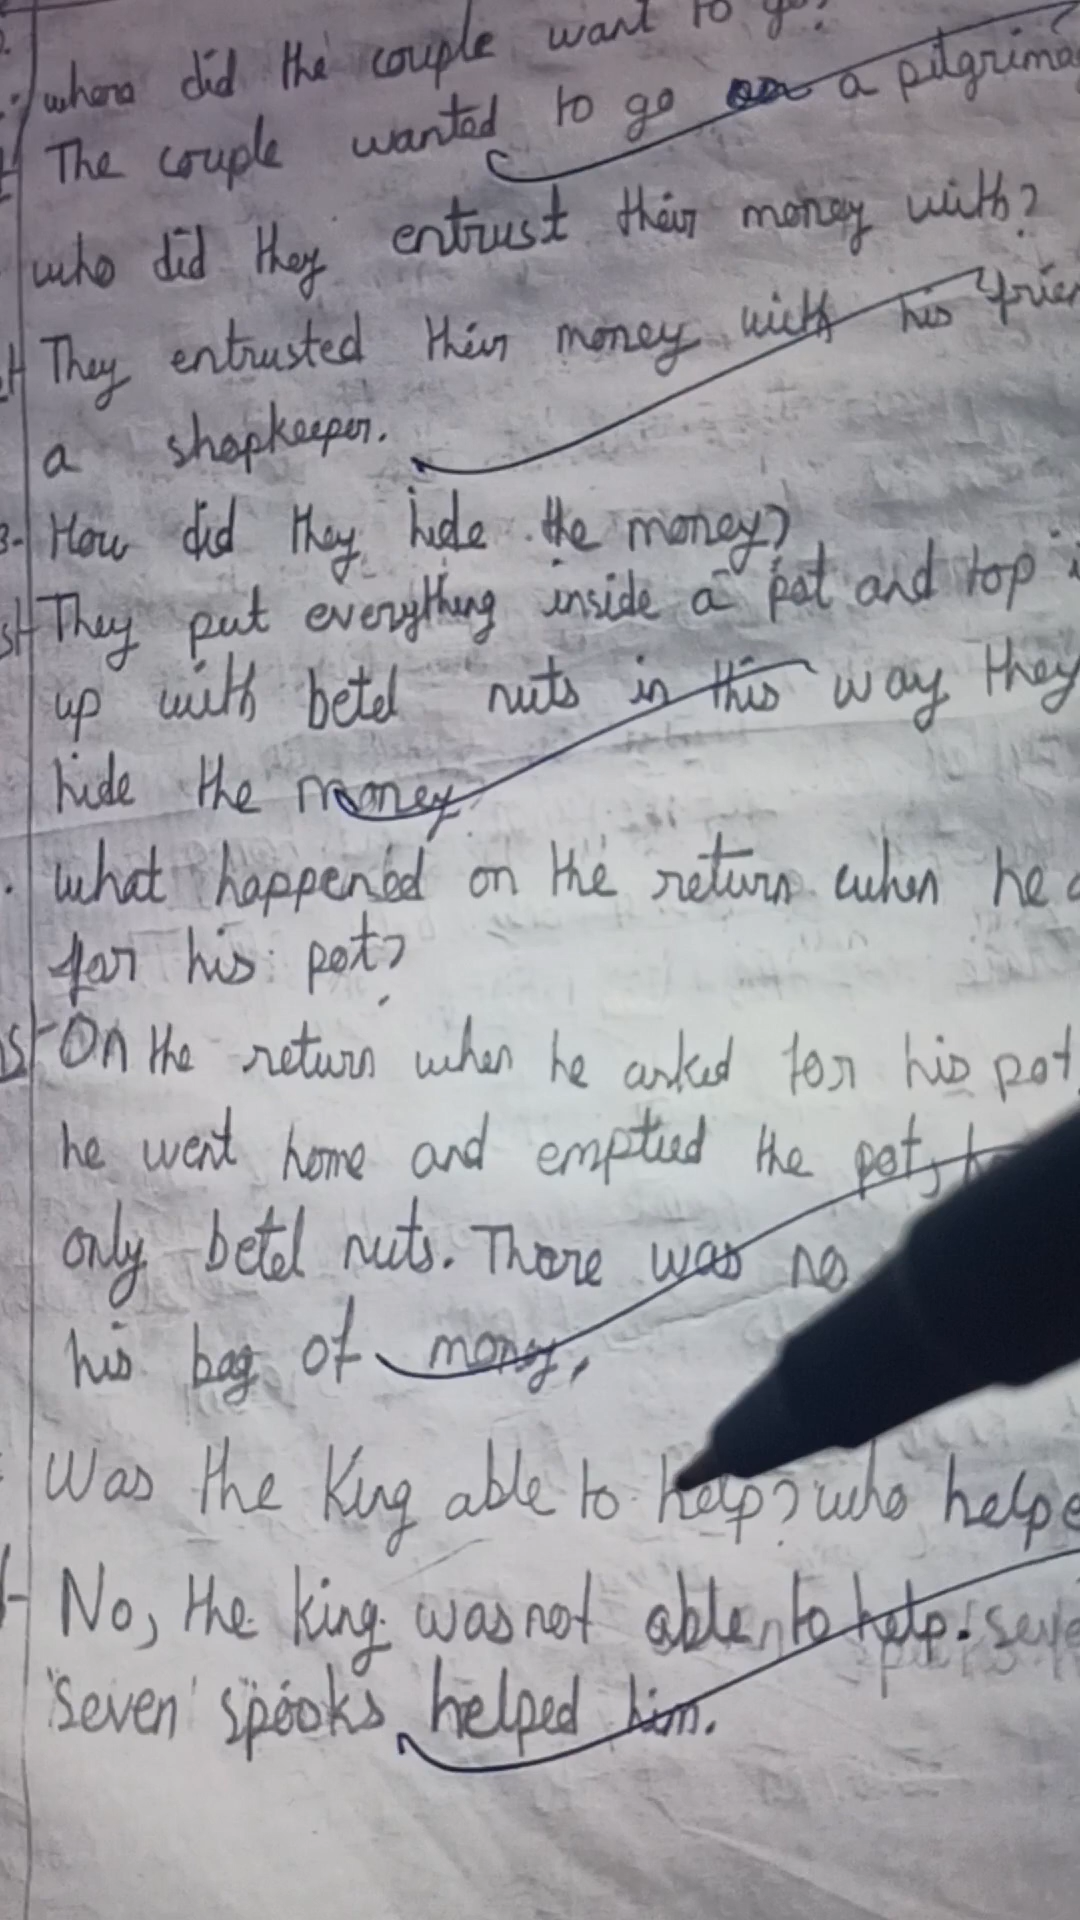 where did the couple want to go?
The couple wanted to go on a pilgrima
who did they entrust their money with?
They entrusted their money with his frien
a shopkeeper.
3- How did they hide the money?
They put everything inside a pot and top i
up with betel nuts in this way they
hide the money.
what happened on the return when he a
for his pot?
On the return when he asked for his pot,
he went home and emptied the pot,
only betel nuts. There was no
his bag of money,
Was the King able to help? who helpe
No, the king was not able to help. seve
'Seven' spooks helped him.